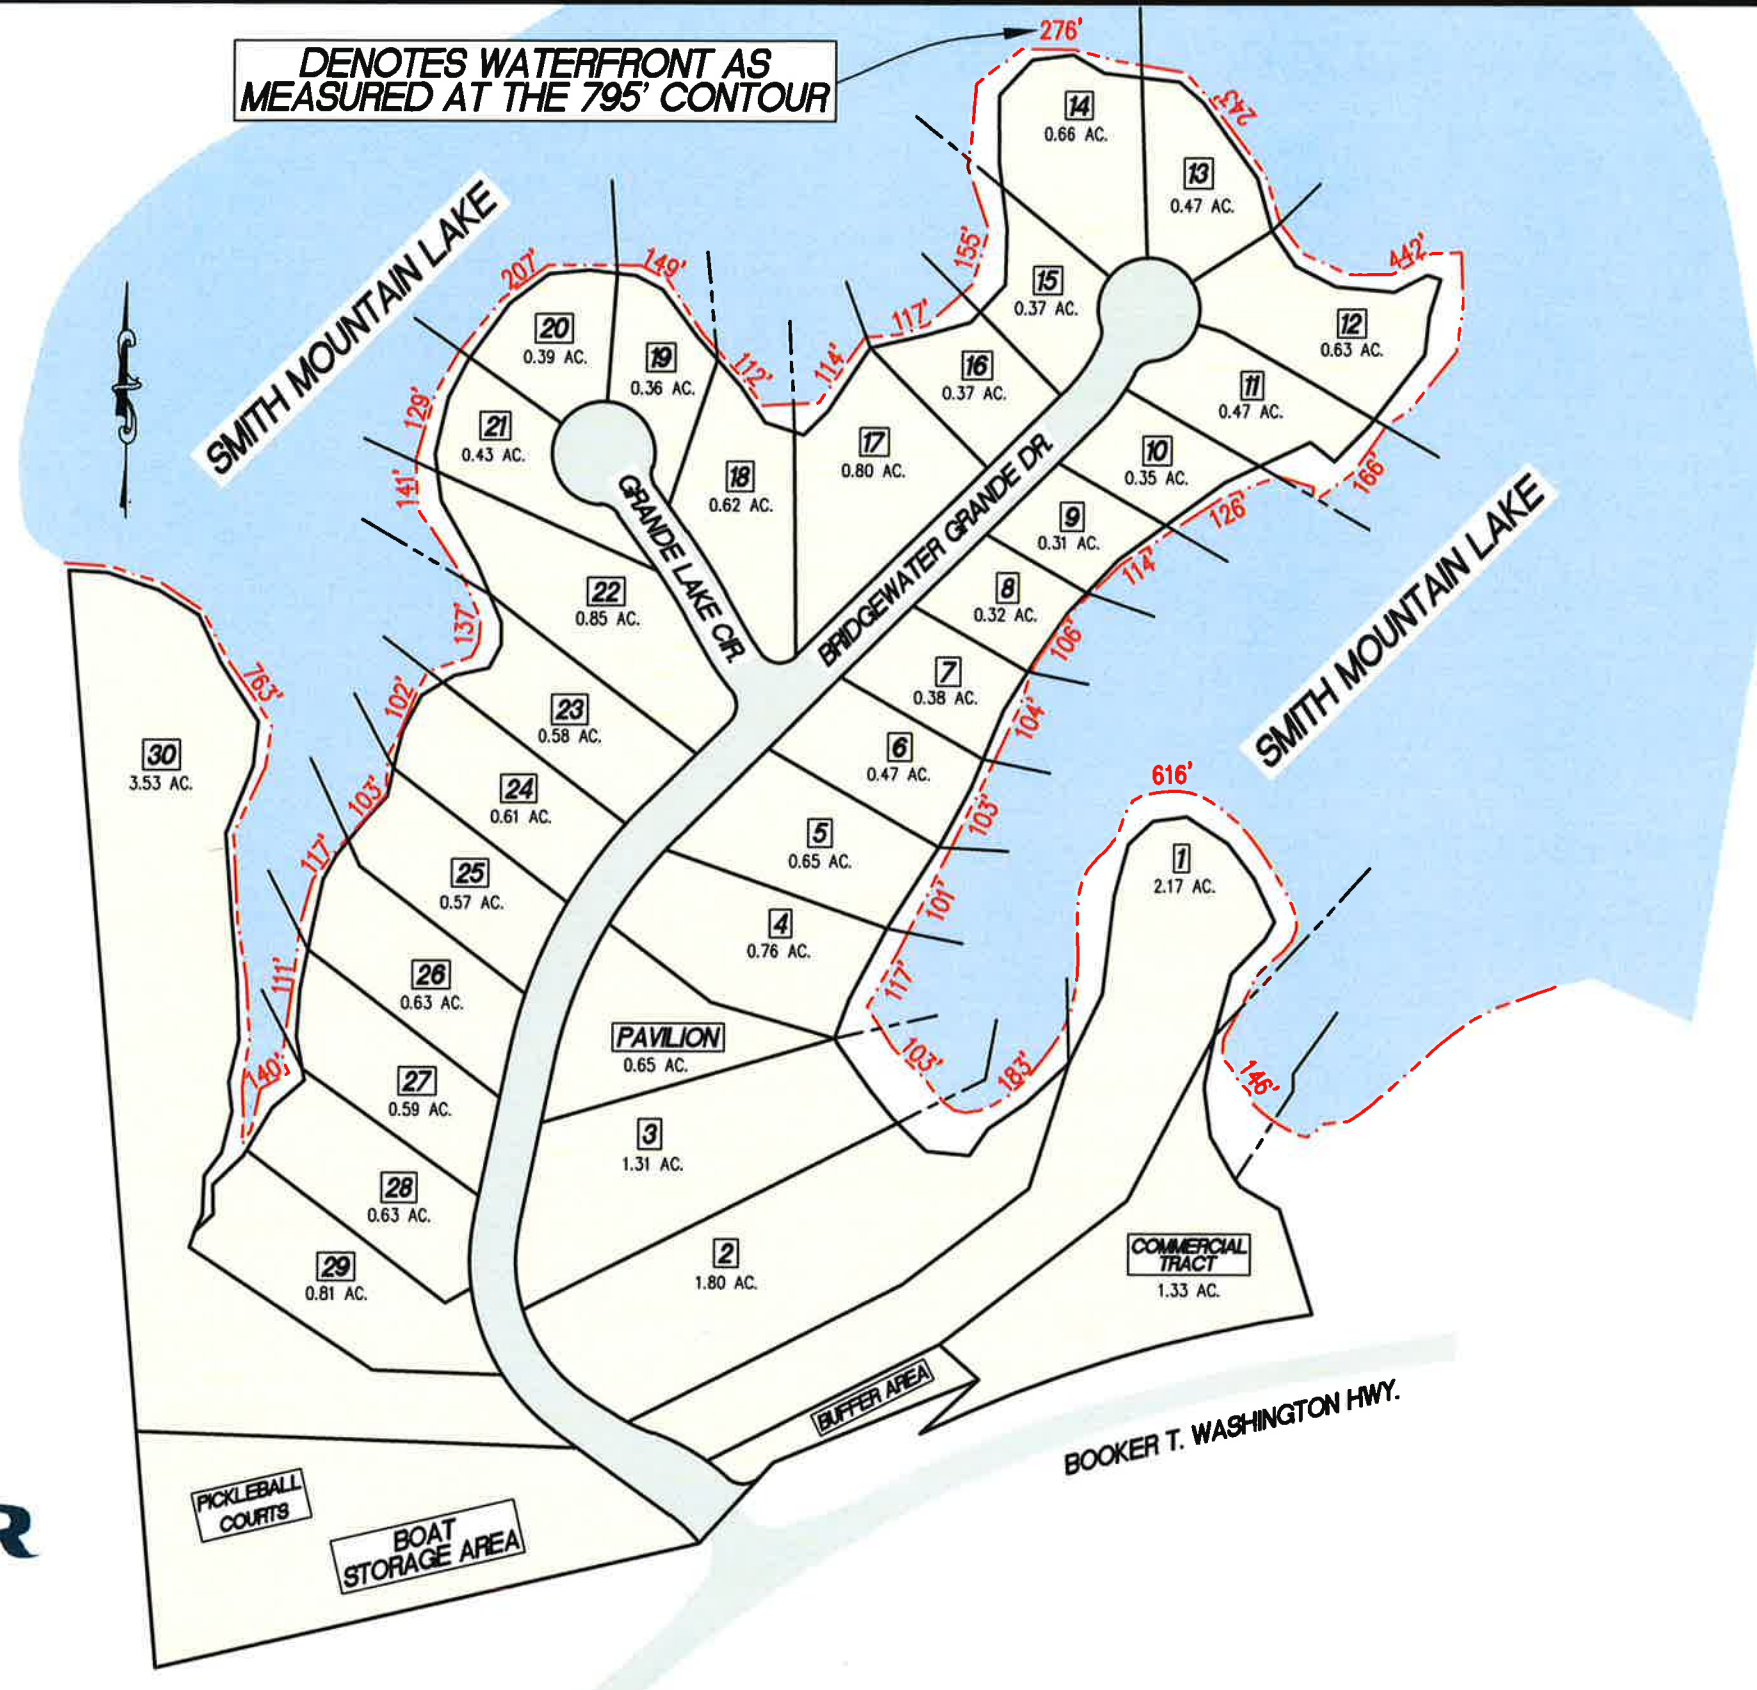 276'
DENOTES WATERFRONT AS
MEASURED AT THE 795' CONTOUR
14
0.66 AC.
243'
13
0.47 AC.
SMITH MOUNTAIN LAKE
207'
149'
155'
442'
15
0.37 AC.
117'
20
0.39 AC.
19
0.36 AC.
112'
114'
16
0.37 AC.
12
0.63 AC.
11
0.47 AC.
129'
21
0.43 AC.
17
0.80 AC.
10
0.35 AC.
166'
141'
18
0.62 AC.
GRANDE LAKE CIR.
BRIDGEWATER GRANDE DR.
9
0.31 AC.
126'
114'
SMITH MOUNTAIN LAKE
22
0.85 AC.
8
0.32 AC.
137'
106'
763'
102'
23
0.58 AC.
7
0.38 AC.
104'
30
3.53 AC.
6
0.47 AC.
616'
103'
24
0.61 AC.
103'
5
0.65 AC.
117'
25
0.57 AC.
1
2.17 AC.
101'
4
0.76 AC.
111'
26
0.63 AC.
117'
PAVILION
0.65 AC.
103'
183'
146'
140'
27
0.59 AC.
3
1.31 AC.
28
0.63 AC.
2
1.80 AC.
COMMERCIAL
TRACT
1.33 AC.
29
0.81 AC.
BUFFER AREA
BOOKER T. WASHINGTON HWY.
PICKLEBALL
COURTS
BOAT
STORAGE AREA
R